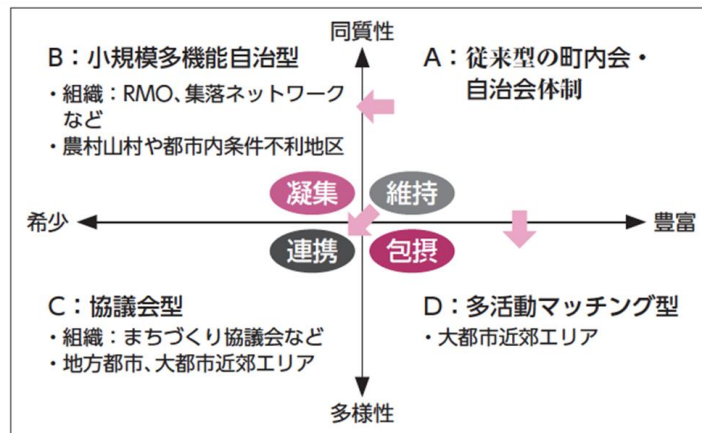 同質性
B:小規模多機能自治型
・組織:RMO、集落ネットワーク
など
・農村山村や都市内条件不利地区
A:従来型の町内会・
自治会体制
凝集
維持
希少
豊富
連携
包摂
C:協議会型
・組織:まちづくり協議会など
・地方都市、大都市近郊エリア
D:多活動マッチング型
・大都市近郊エリア
多様性